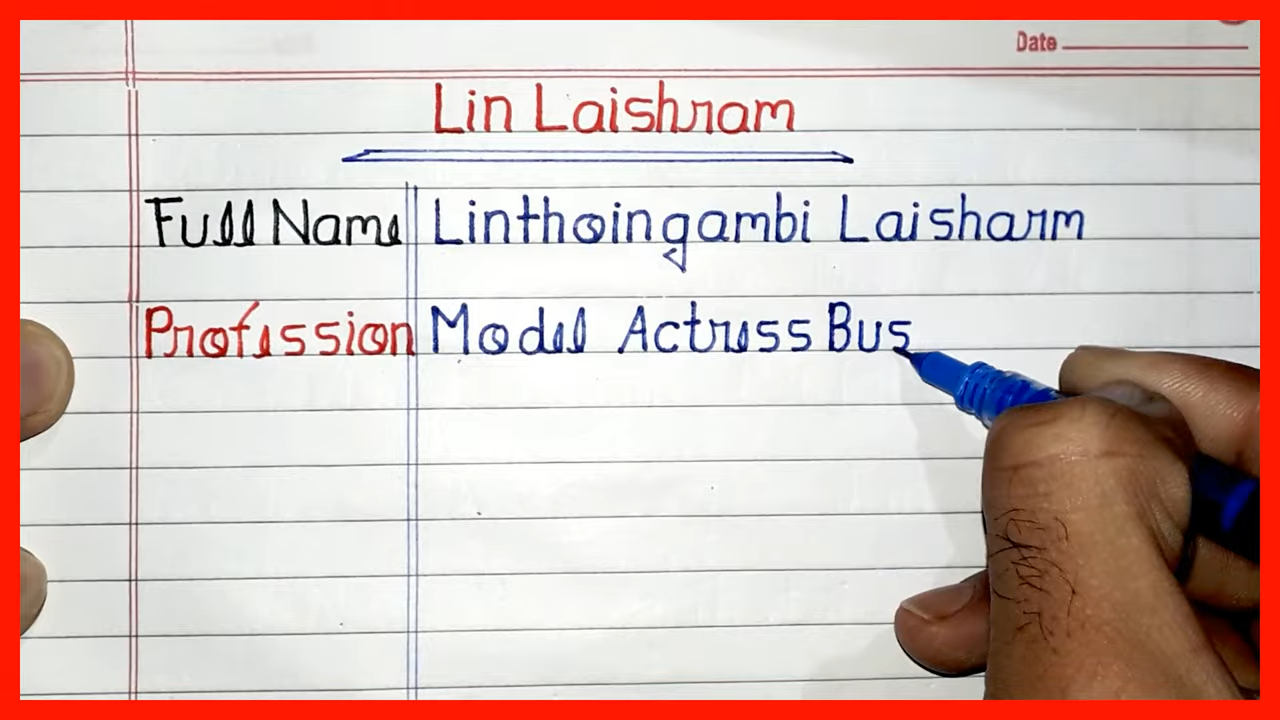 Date
Lin Laishram
Full Name Linthoingambi Laisharm
Profession Model Actress Bus